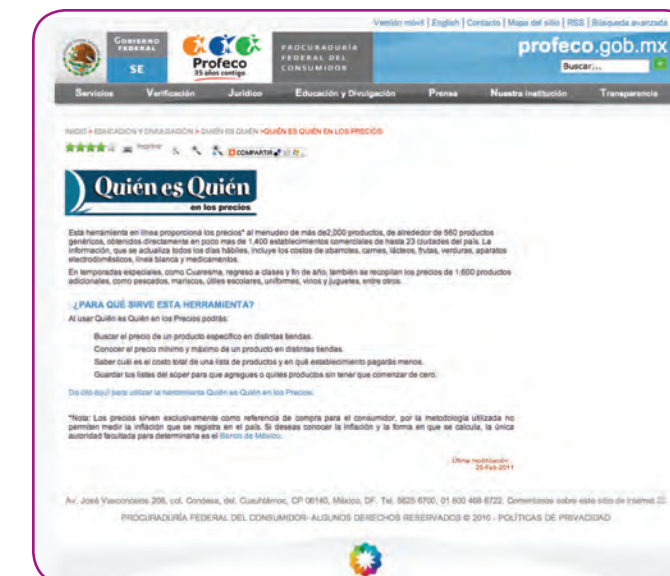 Versión móvil | English | Contacto | Mapa del sitio | RSS | Búsqueda avanzada
GOBIERNO
FEDERAL
SE
Profeco
35 años contigo
PROCURADURÍA
FEDERAL DEL
CONSUMIDOR
profeco.gob.mx
Buscar...
Servicios Verificación Jurídico Educación y Divulgación Prensa Nuestra Institución Transparencia
INICIO > EDUCACIÓN Y DIVULGACIÓN > QUIÉN ES QUIÉN > QUIÉN ES QUIÉN EN LOS PRECIOS
Imprimir COMPARTIR
Quién es Quién
en los precios
Esta herramienta en línea proporciona los precios* al menudeo de más de2,000 productos, de alrededor de 560 productos
genéricos, obtenidos directamente en poco más de 1,400 establecimientos comerciales de hasta 23 ciudades del país. La
información, que se actualiza todos los días hábiles, incluye los costos de abarrotes, carnes, lácteos, frutas, verduras, aparatos
electrodomésticos, línea blanca y medicamentos.
En temporadas especiales, como Cuaresma, regreso a clases y fin de año, también se recopilan los precios de 1,600 productos
adicionales, como pescados, mariscos, útiles escolares, uniformes, vinos y juguetes, entre otros.
¿PARA QUÉ SIRVE ESTA HERRAMIENTA?
Al usar Quién es Quién en los Precios podrás:
Buscar el precio de un producto específico en distintas tiendas.
Conocer el precio mínimo y máximo de un producto en distintas tiendas.
Saber cuál es el costo total de una lista de productos y en qué establecimiento pagarás menos.
Guardar tus listas del súper para que agregues o quites productos sin tener que comenzar de cero.
Da clic aquí para utilizar la herramienta Quién es Quién en los Precios.
*Nota: Los precios sirven exclusivamente como referencia de compra para el consumidor, por la metodología utilizada no
permiten medir la inflación que se registra en el país. Si deseas conocer la inflación y la forma en que se calcula, la única
autoridad facultada para determinarla es el Banco de México.
Última modificación:
25-Feb-2011
Av. José Vasconcelos 208, col. Condesa, del. Cuauhtémoc, CP 06140, México, DF. Tel. 5625 6700, 01 800 468 8722. Comentarios sobre este sitio de Internet
PROCURADURÍA FEDERAL DEL CONSUMIDOR- ALGUNOS DERECHOS RESERVADOS © 2010 - POLÍTICAS DE PRIVACIDAD